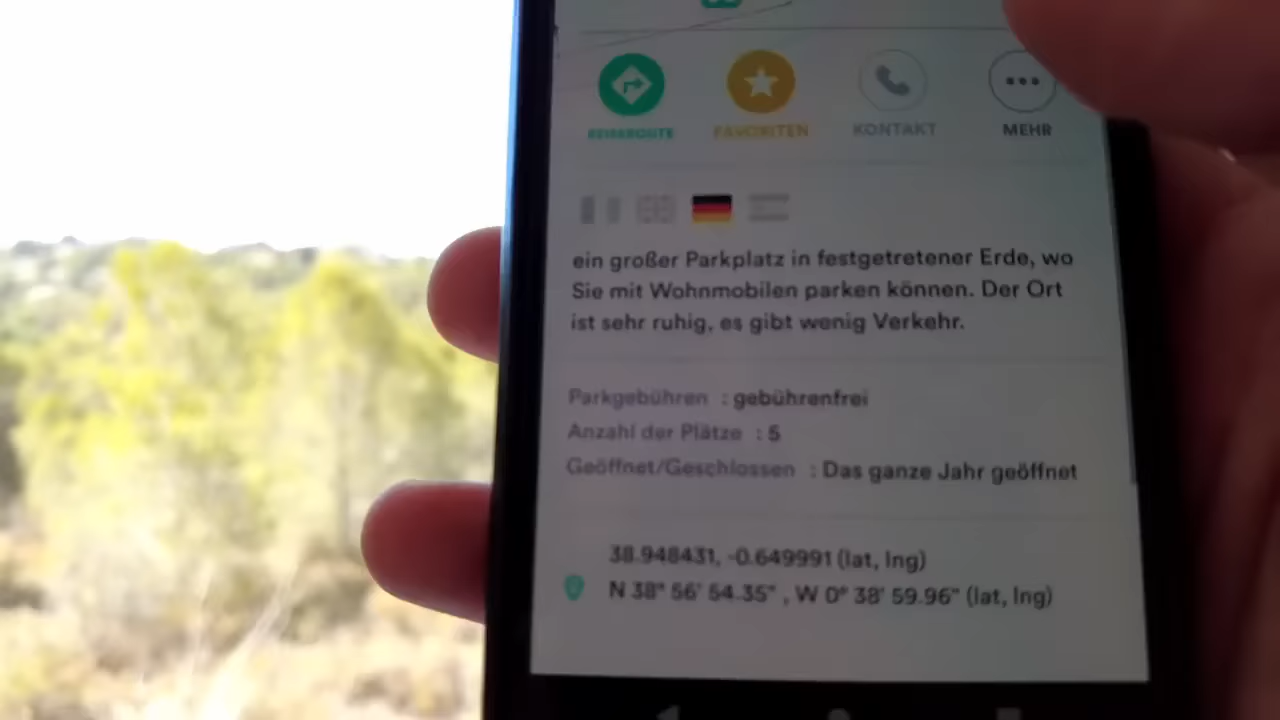 REISEROUTE FAVORITEN KONTAKT MEHR
ein großer Parkplatz in festgetretener Erde, wo
Sie mit Wohnmobilen parken können. Der Ort
ist sehr ruhig, es gibt wenig Verkehr.
Parkgebühren : gebührenfrei
Anzahl der Plätze : 5
Geöffnet/Geschlossen : Das ganze Jahr geöffnet
38.948431, -0.649991 (lat, lng)
N 38° 56' 54.35" , W 0° 38' 59.96" (lat, lng)